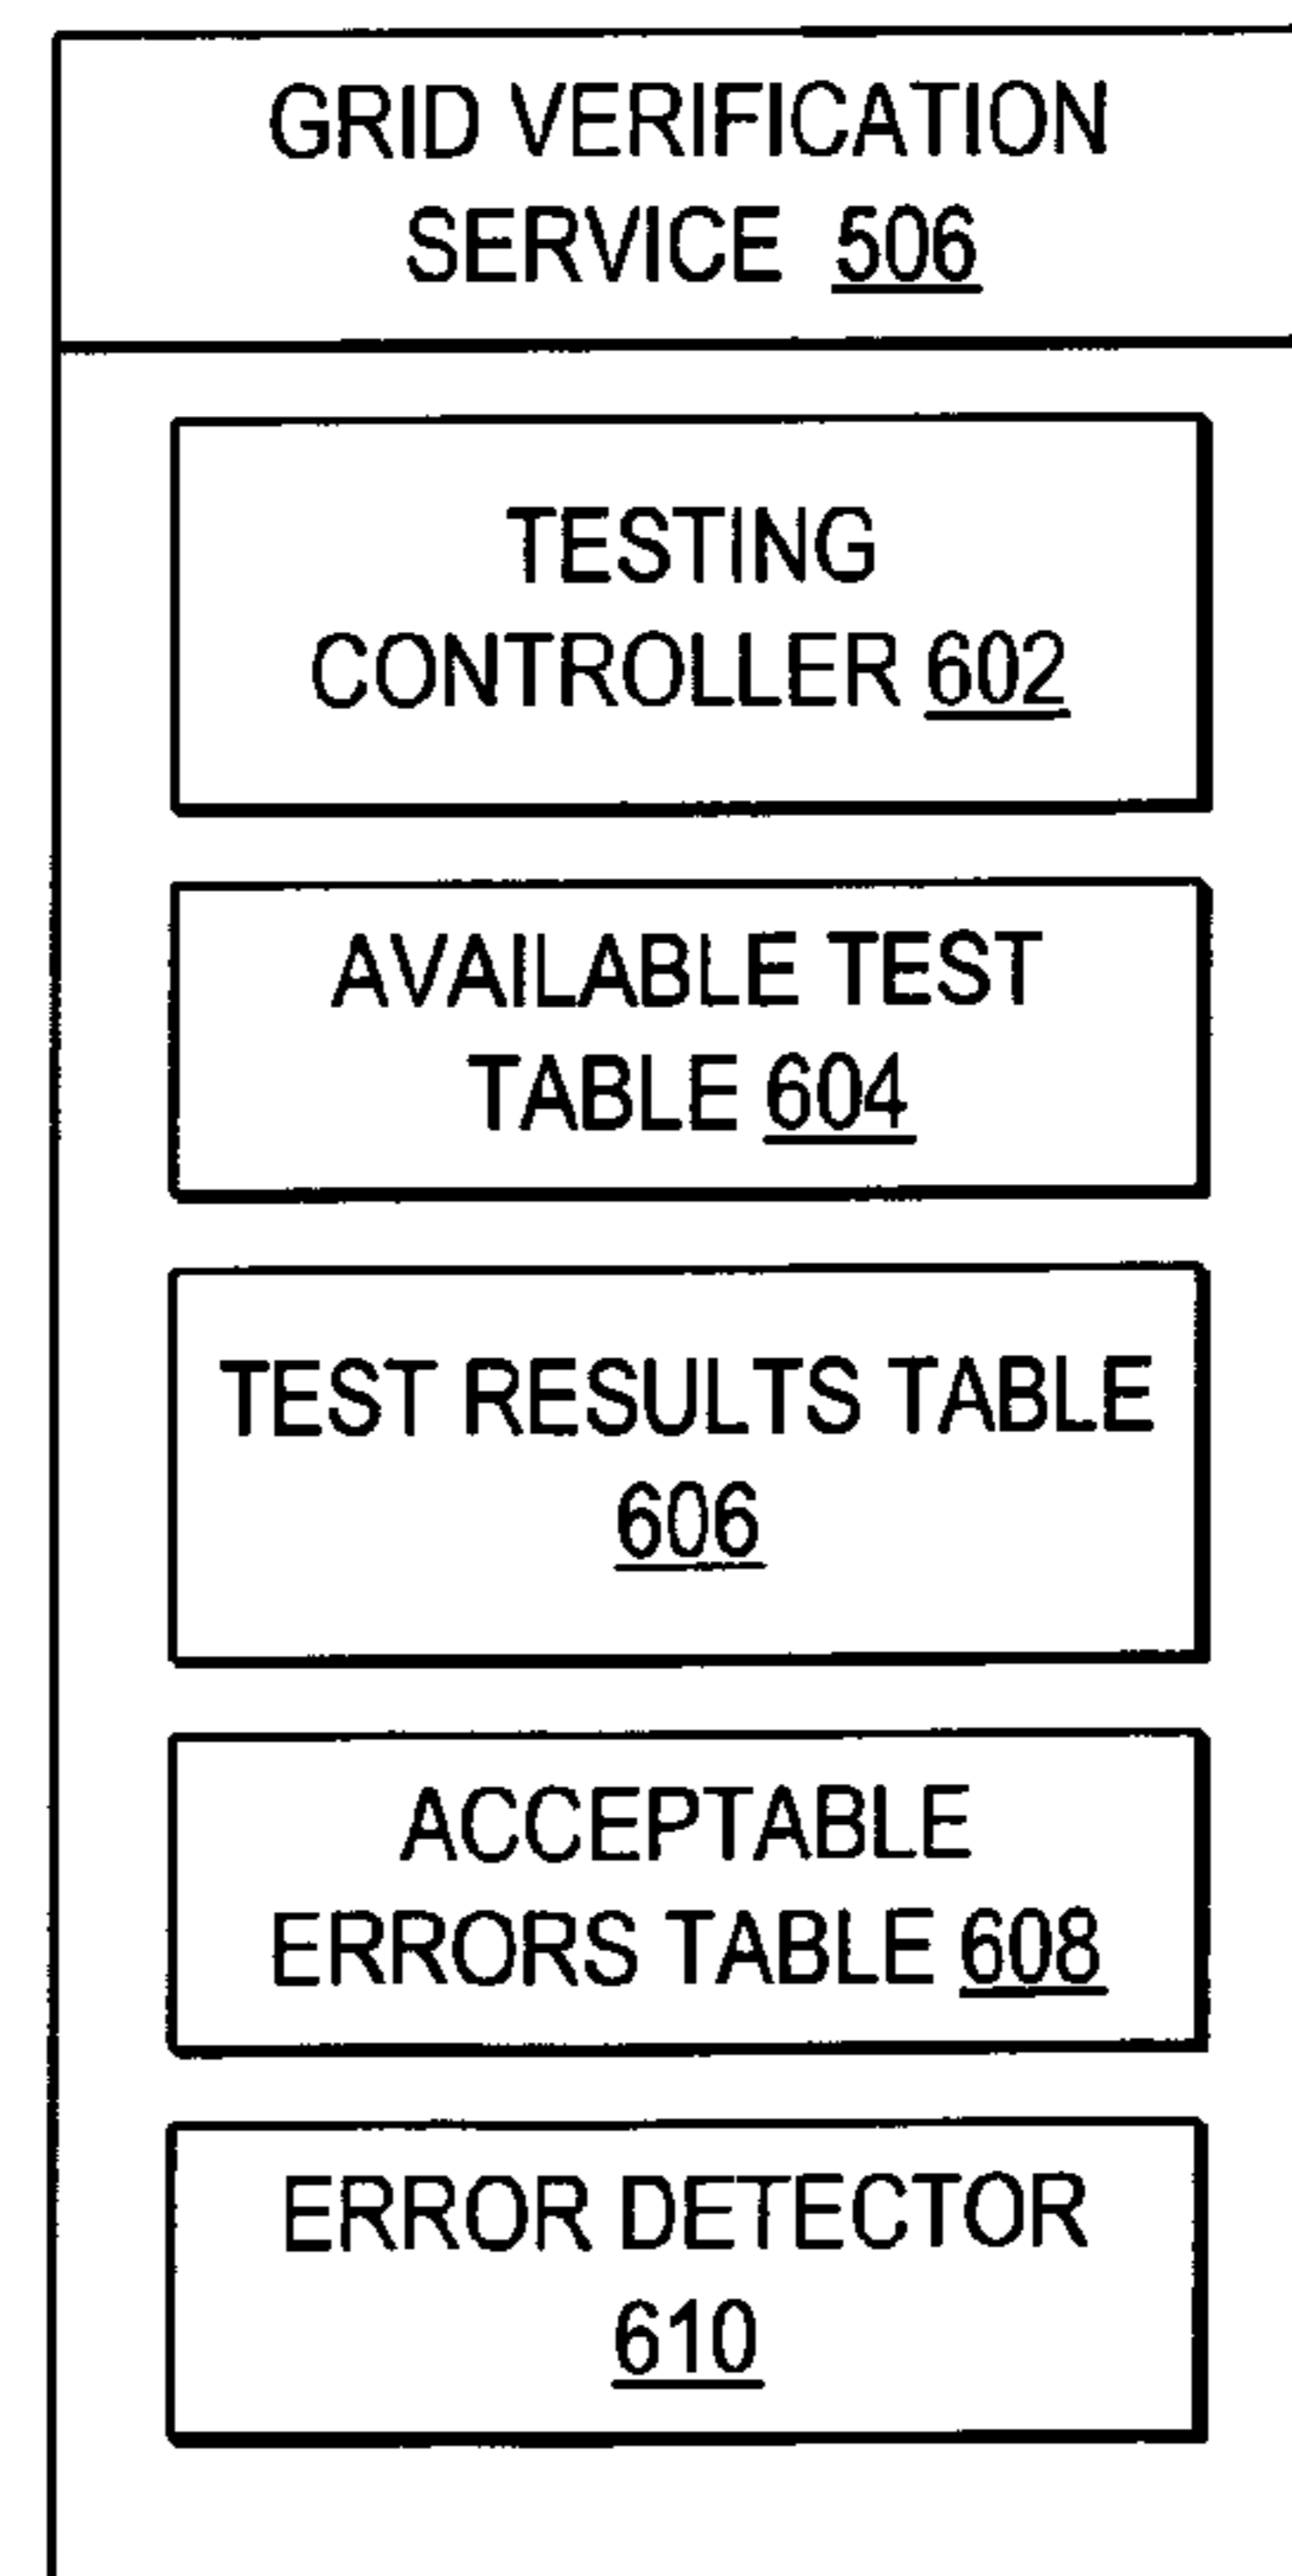 GRID VERIFICATION
SERVICE 506
TESTING
CONTROLLER 602
AVAILABLE TEST
TABLE 604
TEST RESULTS TABLE
606
ACCEPTABLE
ERRORS TABLE 608
ERROR DETECTOR
610